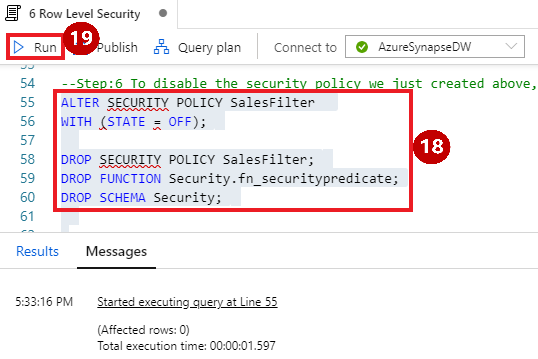 6 Row Level Security
Run
19
Publish
Query plan
Connect to
AzureSynapseDW
54 --Step:6 To disable the security policy we just created above,
55 ALTER SECURITY POLICY SalesFilter
56 WITH (STATE = OFF);
57
58 DROP SECURITY POLICY SalesFilter;
18
59 DROP FUNCTION Security.fn_securitypredicate;
60 DROP SCHEMA Security;
61
Results Messages
5:33:16 PM Started executing query at Line 55
(Affected rows: 0)
Total execution time: 00:00:01.597